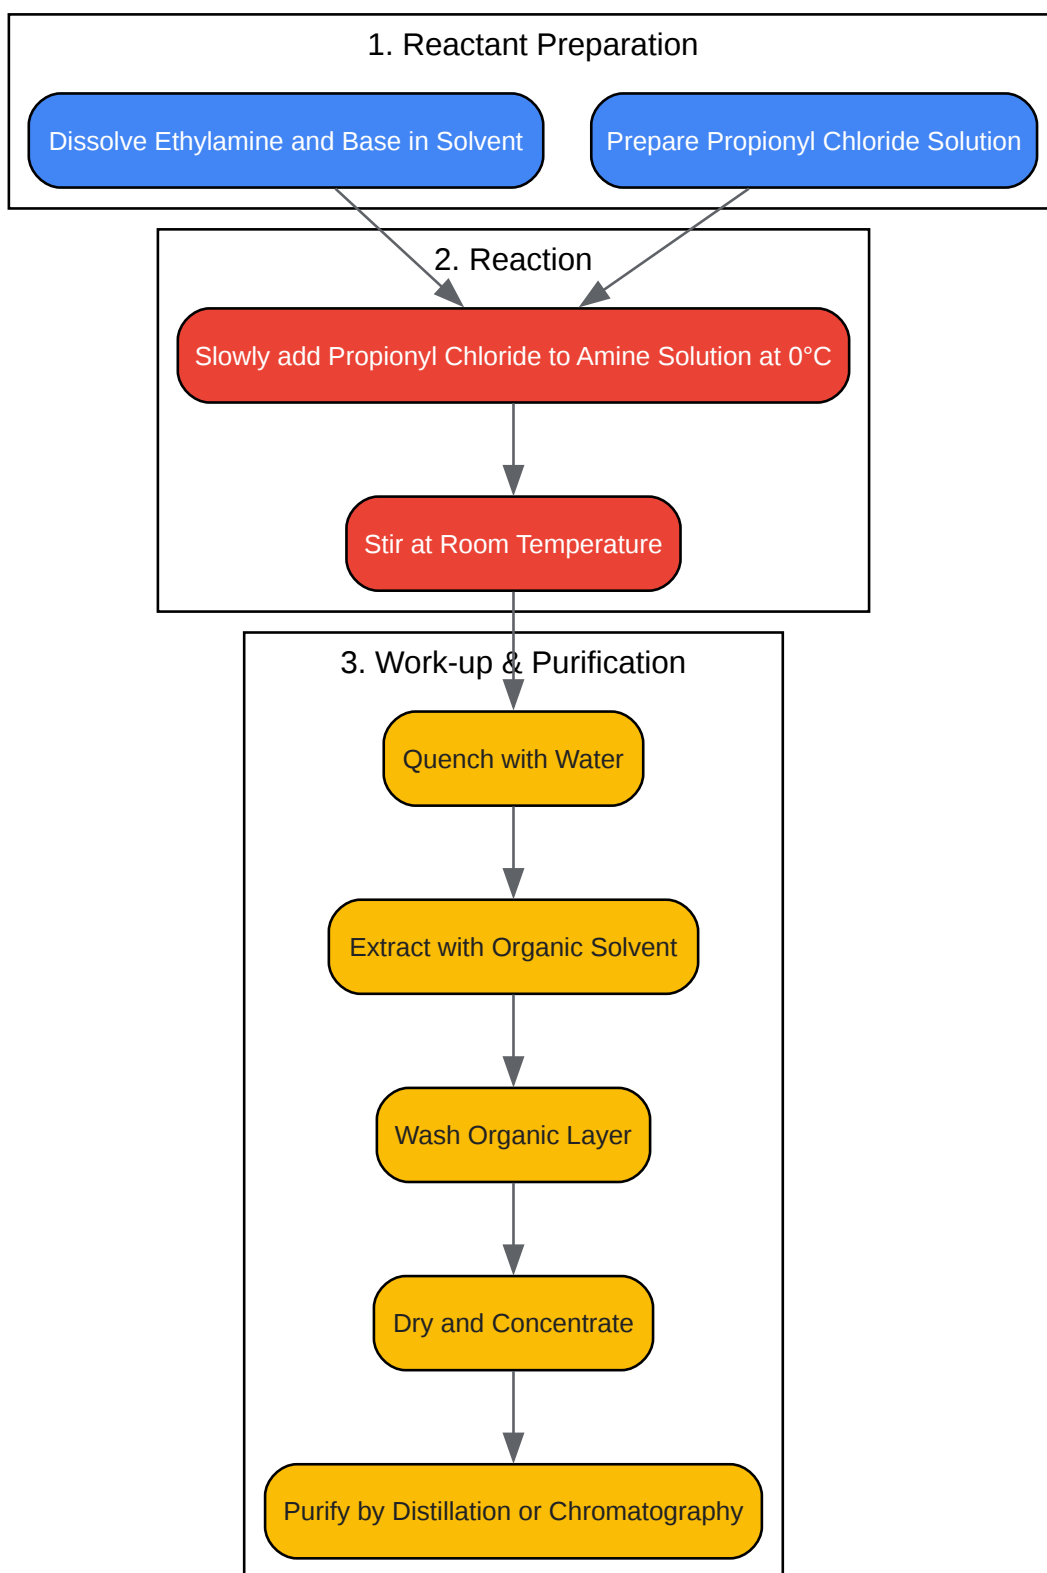 1. Reactant Preparation
Dissolve Ethylamine and Base in Solvent
Prepare Propionyl Chloride Solution
2. Reaction
Slowly add Propionyl Chloride to Amine Solution at 0°C
Stir at Room Temperature
3. Work-up & Purification
Quench with Water
Extract with Organic Solvent
Wash Organic Layer
Dry and Concentrate
Purify by Distillation or Chromatography